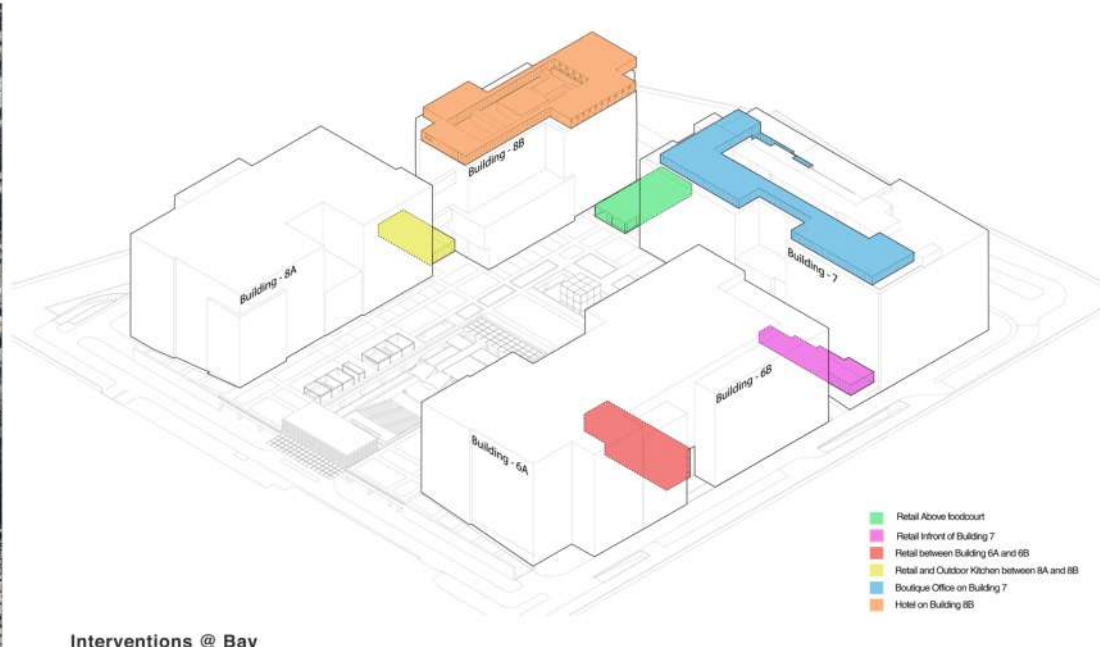 Building - 8B
Building - 8A
Building - 7
Building - 6B
Building - 6A
Retail Above foodcourt
Retail Infront of Building 7
Retail between Building 6A and 6B
Retail and Outdoor Kitchen between 8A and 8B
Boutique Office on Building 7
Hotel on Building 8B
Interventions @ Bay